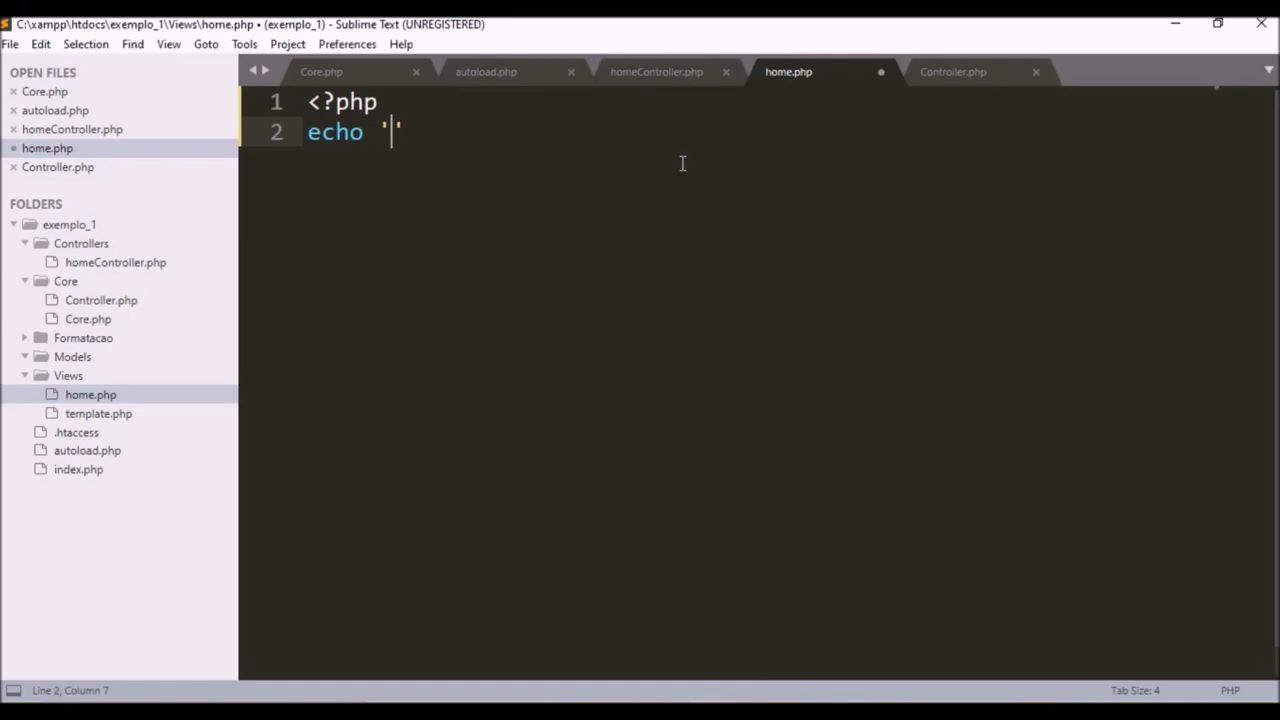 C:\xampp\htdocs\exemplo_1\Views\home.php • (exemplo_1) - Sublime Text (UNREGISTERED)
File Edit Selection Find View Goto Tools Project Preferences Help
OPEN FILES
Core.php
autoload.php
homeController.php
home.php
Controller.php
FOLDERS
exemplo_1
Controllers
homeController.php
Core
Controller.php
Core.php
Formatacao
Models
Views
home.php
template.php
.htaccess
autoload.php
index.php
Core.php autoload.php homeController.php home.php Controller.php
1 <?php
2 echo ''
Line 2, Column 7 Tab Size: 4 PHP